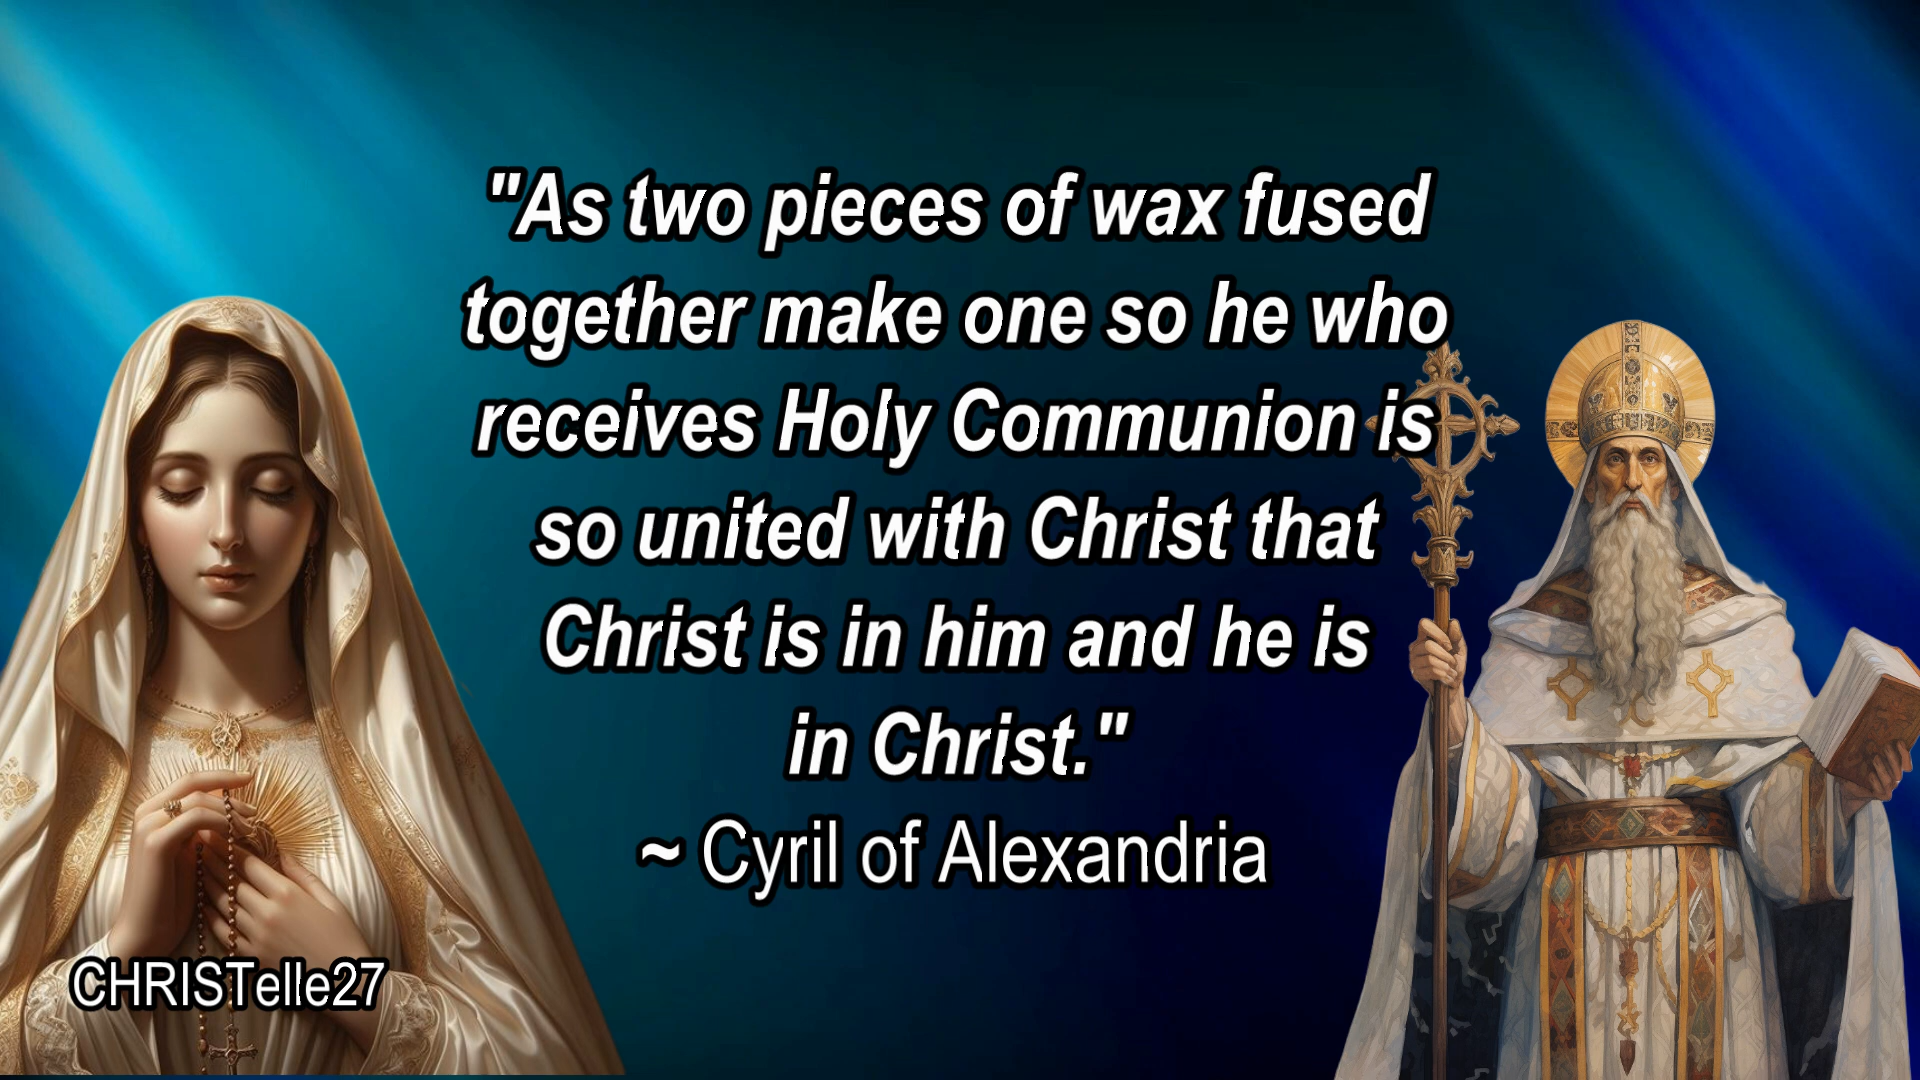 "As two pieces of wax fused
together make one so he who
receives Holy Communion is
so united with Christ that
Christ is in him and he is
in Christ."
~ Cyril of Alexandria
CHRISTelle27